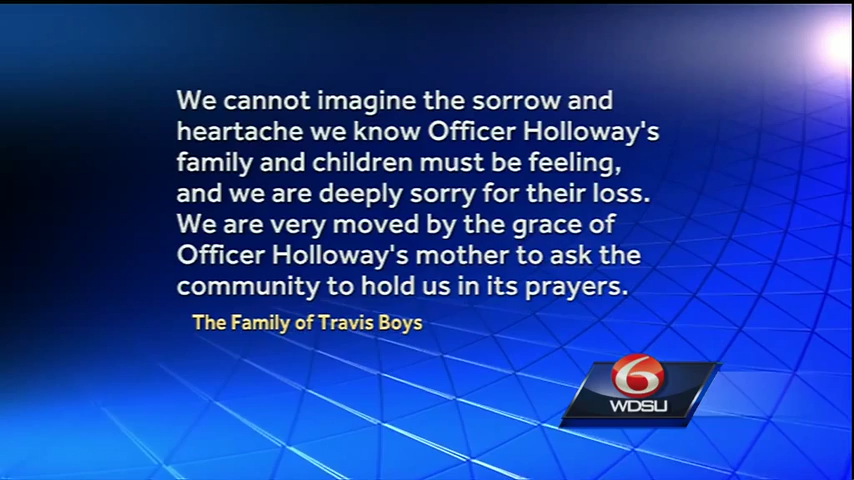 We cannot imagine the sorrow and
heartache we know Officer Holloway's
family and children must be feeling,
and we are deeply sorry for their loss.
We are very moved by the grace of
Officer Holloway's mother to ask the
community to hold us in its prayers.
The Family of Travis Boys
6
WDSU